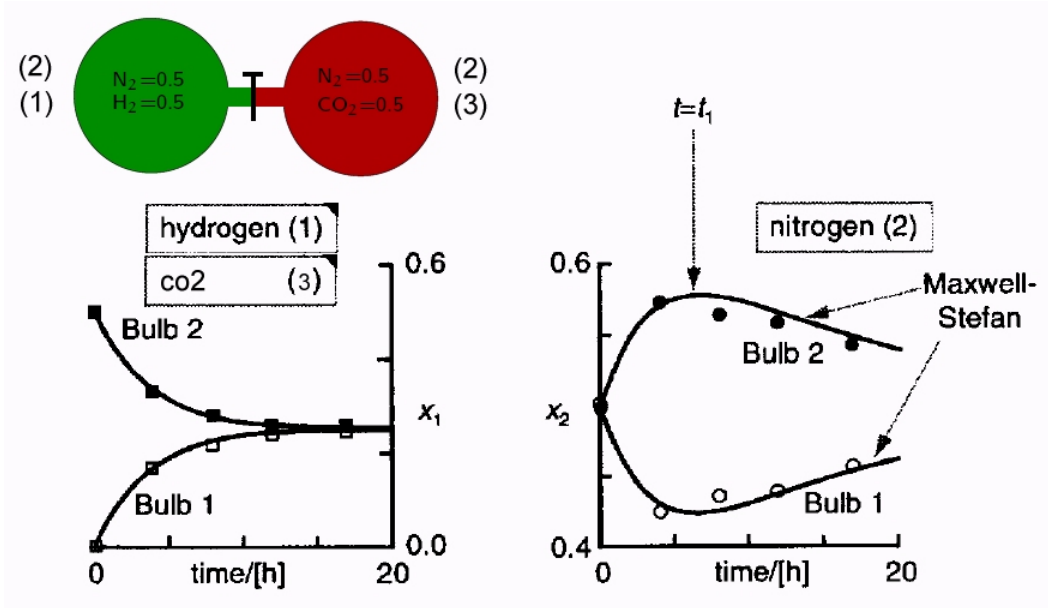 (2)
(1)
N2=0.5
H2=0.5
N2=0.5
CO2=0.5
(2)
(3)
hydrogen (1)
co2 (3)
0.6
Bulb 2
x1
Bulb 1
0.0
0
time/[h]
20
t=t1
nitrogen (2)
0.6
Maxwell-
Stefan
Bulb 2
x2
Bulb 1
0.4
0
time/[h]
20